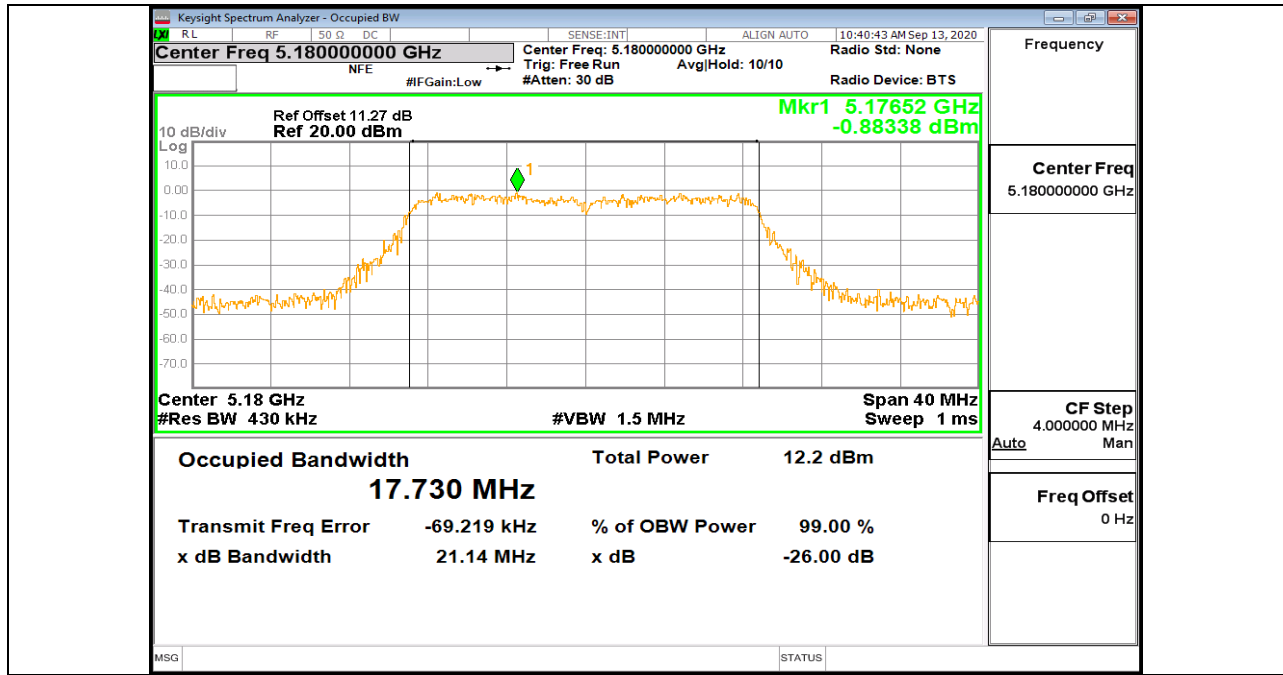 Keysight Spectrum Analyzer - Occupied BW
LXI RL RF 50 Ω DC SENSE:INT ALIGN AUTO 10:40:43 AM Sep 13, 2020
Center Freq 5.180000000 GHz
NFE
#IFGain:Low
Center Freq: 5.180000000 GHz
Trig: Free Run Avg|Hold: 10/10
#Atten: 30 dB
Radio Std: None
Radio Device: BTS
Mkr1 5.17652 GHz
-0.88338 dBm
Ref Offset 11.27 dB
10 dB/div Ref 20.00 dBm
Log
1
10.0
0.00
-10.0
-20.0
-30.0
-40.0
-50.0
-60.0
-70.0
Center 5.18 GHz Span 40 MHz
#Res BW 430 kHz #VBW 1.5 MHz Sweep 1 ms
Occupied Bandwidth Total Power 12.2 dBm
17.730 MHz
Transmit Freq Error -69.219 kHz % of OBW Power 99.00 %
x dB Bandwidth 21.14 MHz x dB -26.00 dB
MSG STATUS
Frequency
Center Freq
5.180000000 GHz
CF Step
4.000000 MHz
Auto Man
Freq Offset
0 Hz